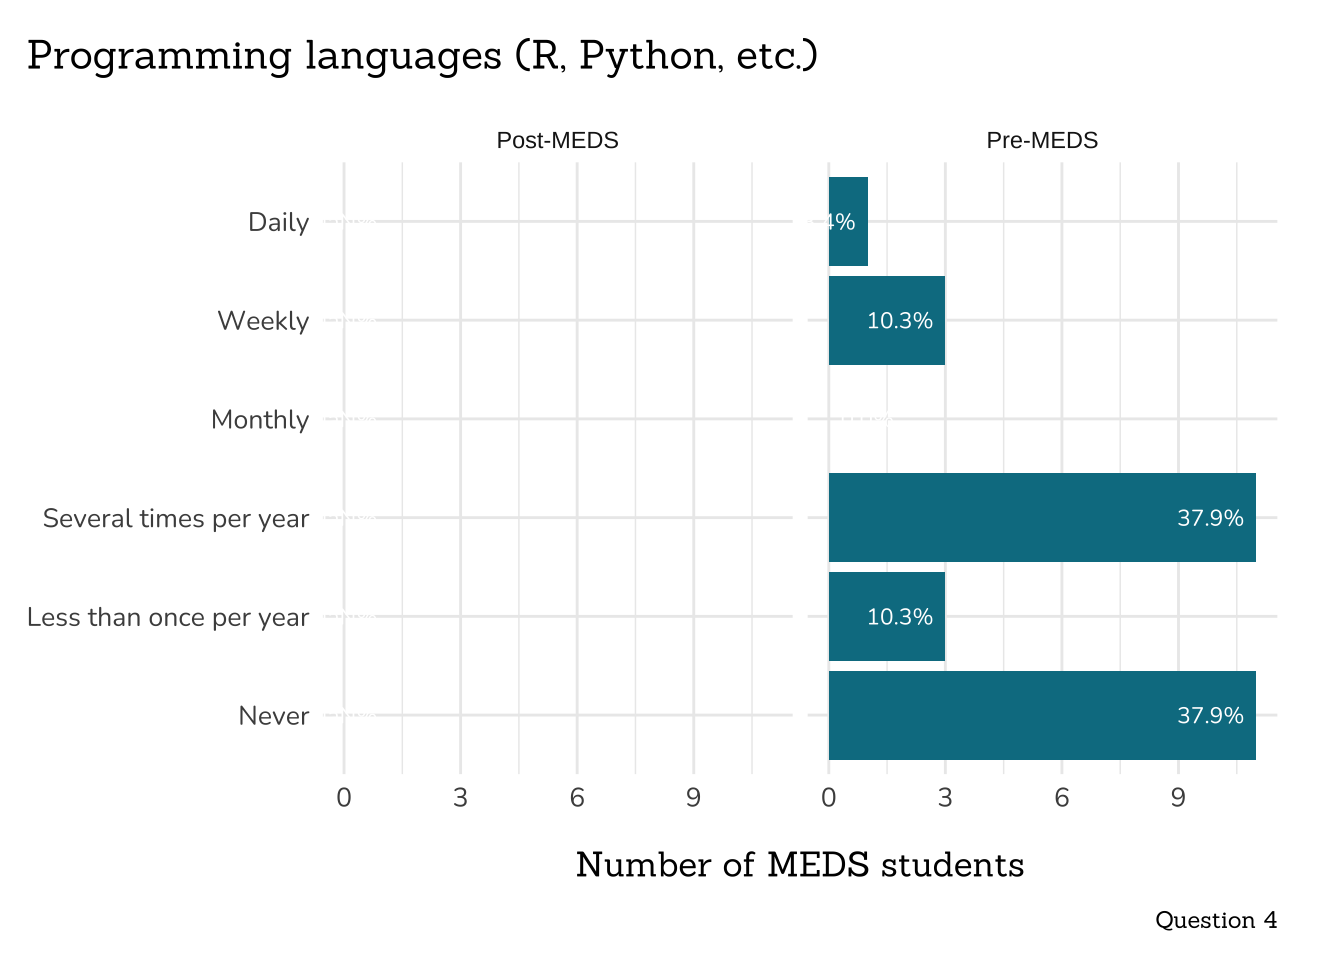 Programming languages (R, Python, etc.)
Post-MEDS Pre-MEDS
Daily 4%
Weekly 10.3%
Monthly
Several times per year 37.9%
Less than once per year 10.3%
Never 37.9%
0 3 6 9 0 3 6 9
Number of MEDS students
Question 4